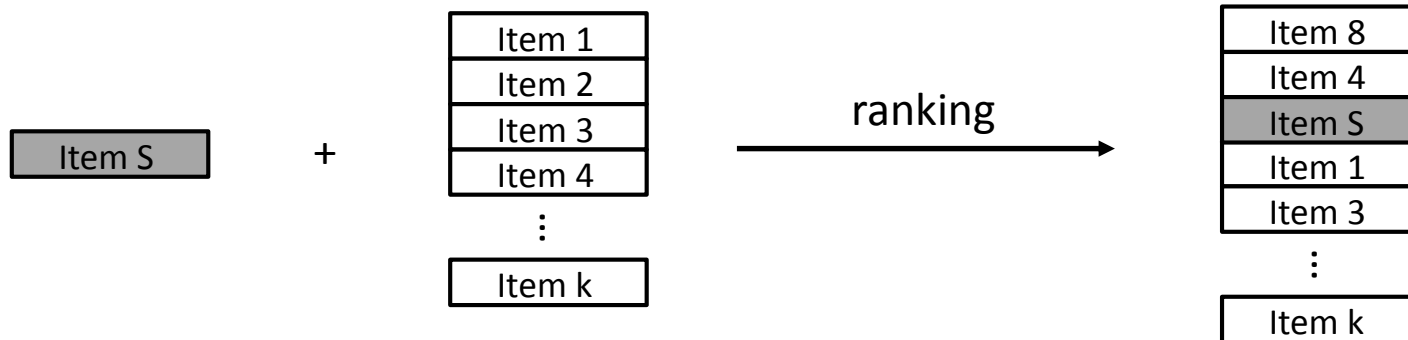 Item S
+
Item 1
Item 2
Item 3
Item 4
⋮
Item k
ranking
Item 8
Item 4
Item S
Item 1
Item 3
⋮
Item k